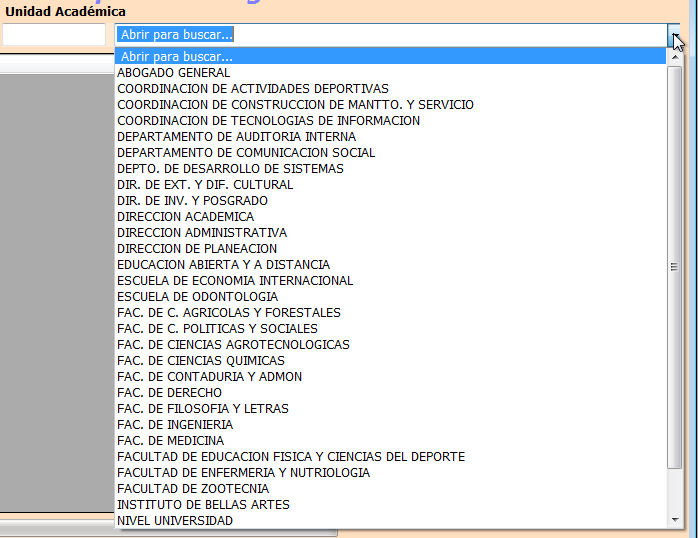 Unidad Académica
Abrir para buscar...
Abrir para buscar...
ABOGADO GENERAL
COORDINACION DE ACTIVIDADES DEPORTIVAS
COORDINACION DE CONSTRUCCION DE MANTTO. Y SERVICIO
COORDINACION DE TECNOLOGIAS DE INFORMACION
DEPARTAMENTO DE AUDITORIA INTERNA
DEPARTAMENTO DE COMUNICACION SOCIAL
DEPTO. DE DESARROLLO DE SISTEMAS
DIR. DE EXT. Y DIF. CULTURAL
DIR. DE INV. Y POSGRADO
DIRECCION ACADEMICA
DIRECCION ADMINISTRATIVA
DIRECCION DE PLANEACION
EDUCACION ABIERTA Y A DISTANCIA
ESCUELA DE ECONOMIA INTERNACIONAL
ESCUELA DE ODONTOLOGIA
FAC. DE C. AGRICOLAS Y FORESTALES
FAC. DE C. POLITICAS Y SOCIALES
FAC. DE CIENCIAS AGROTECNOLOGICAS
FAC. DE CIENCIAS QUIMICAS
FAC. DE CONTADURIA Y ADMON
FAC. DE DERECHO
FAC. DE FILOSOFIA Y LETRAS
FAC. DE INGENIERIA
FAC. DE MEDICINA
FACULTAD DE EDUCACION FISICA Y CIENCIAS DEL DEPORTE
FACULTAD DE ENFERMERIA Y NUTRIOLOGIA
FACULTAD DE ZOOTECNIA
INSTITUTO DE BELLAS ARTES
NIVEL UNIVERSIDAD